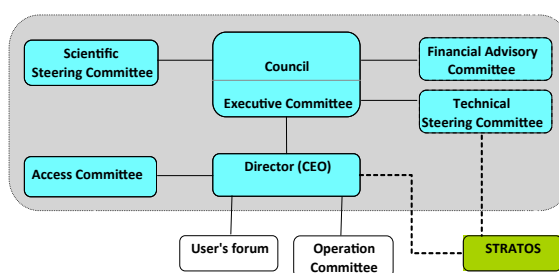 Scientific
Steering Committee
Council
Executive Committee
Financial Advisory
Committee
Technical
Steering Committee
Access Committee
Director (CEO)
User's forum
Operation
Committee
STRATOS